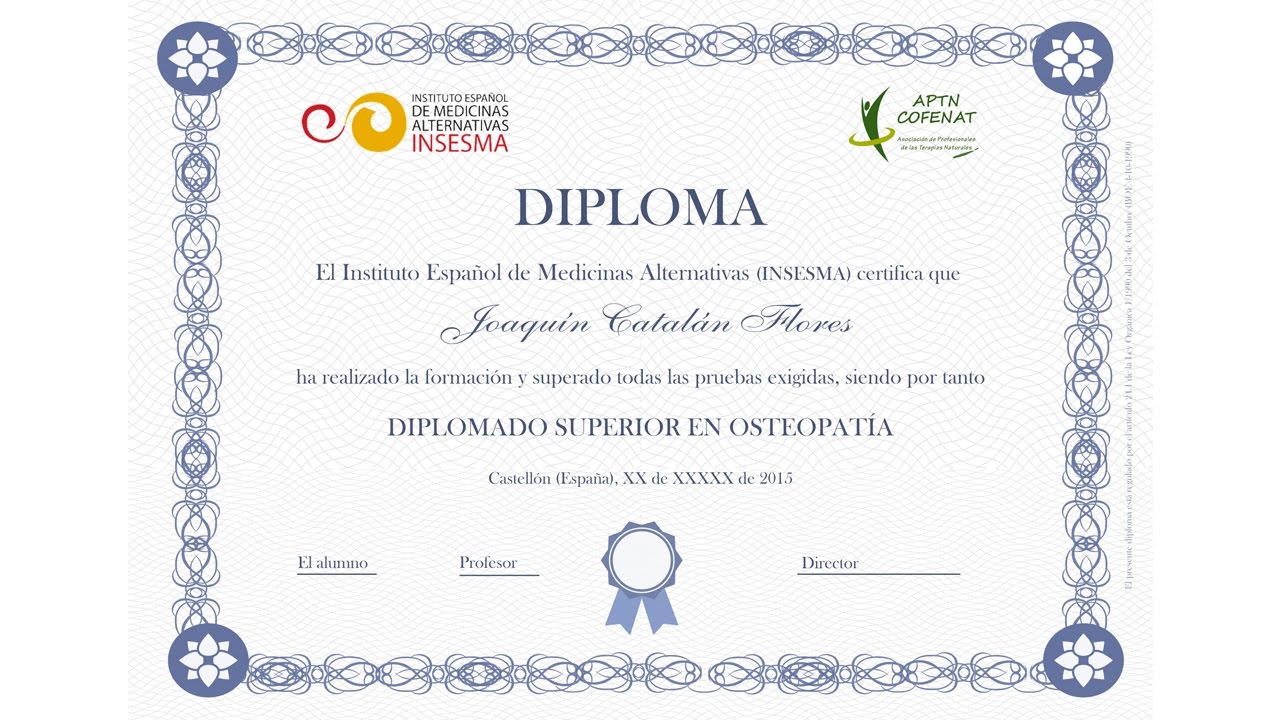 INSTITUTO ESPAÑOL
DE MEDICINAS
ALTERNATIVAS
INSESMA
APTN
COFENAT
Asociación de Profesionales
de las Terapias Naturales
DIPLOMA
El Instituto Español de Medicinas Alternativas (INSESMA) certifica que
Joaquín Catalán Flores
ha realizado la formación y superado todas las pruebas exigidas, siendo por tanto
DIPLOMADO SUPERIOR EN OSTEOPATÍA
Castellón (España), XX de XXXXX de 2015
El alumno
Profesor
Director
El presente diploma está regulado por el artículo 24.1 de la Ley Orgánica 1/1990 del 3 de Octubre (BOE 4-10-1990)